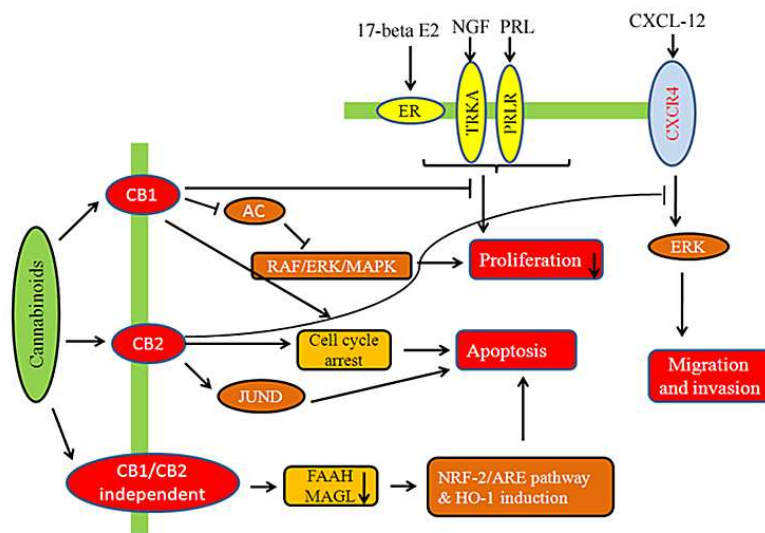 17-beta E2
NGF
PRL
CXCL-12
ER
TRKA
PRLR
CXCR4
CB1
AC
RAF/ERK/MAPK
Proliferation
ERK
Cannabinoids
CB2
Cell cycle
arrest
Apoptosis
JUND
Migration
and invasion
CB1/CB2
independent
FAAH
MAGL
NRF-2/ARE pathway
& HO-1 induction